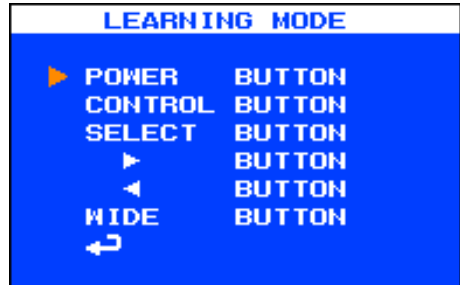 LEARNING MODE
► POWER BUTTON
CONTROL BUTTON
SELECT BUTTON
► BUTTON
◄ BUTTON
WIDE BUTTON
↵